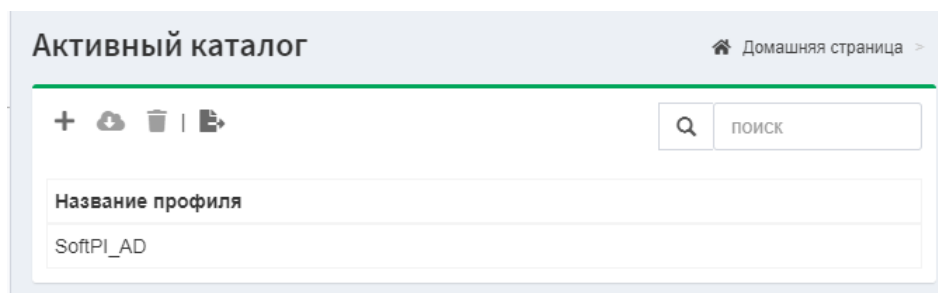 Активный каталог
Домашняя страница >
|
поиск
Название профиля
SoftPI_AD